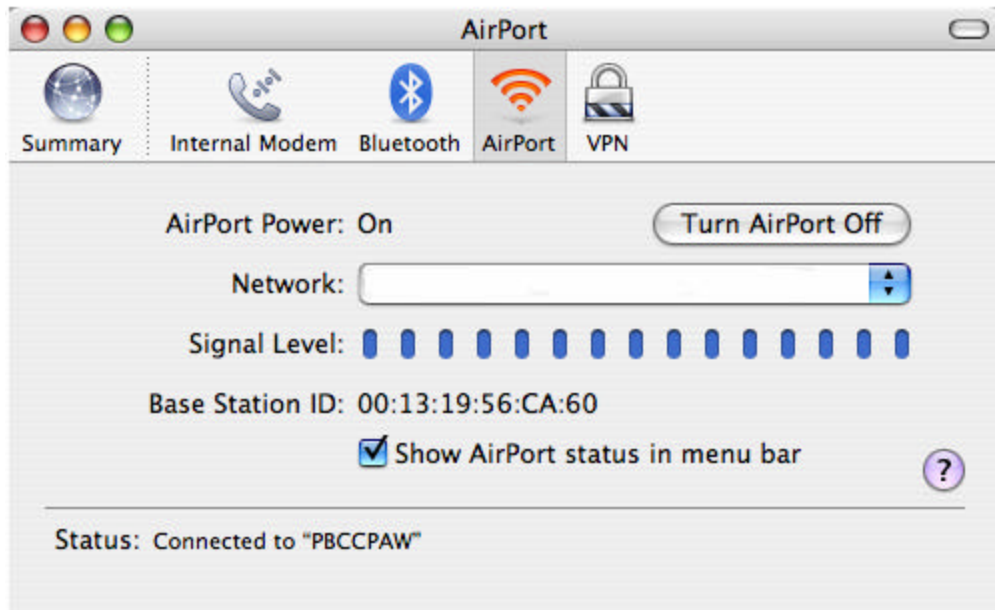 AirPort
Summary Internal Modem Bluetooth AirPort VPN
AirPort Power: On Turn AirPort Off
Network:
Signal Level:
Base Station ID: 00:13:19:56:CA:60
Show AirPort status in menu bar
?
Status: Connected to “PBCCPAW”